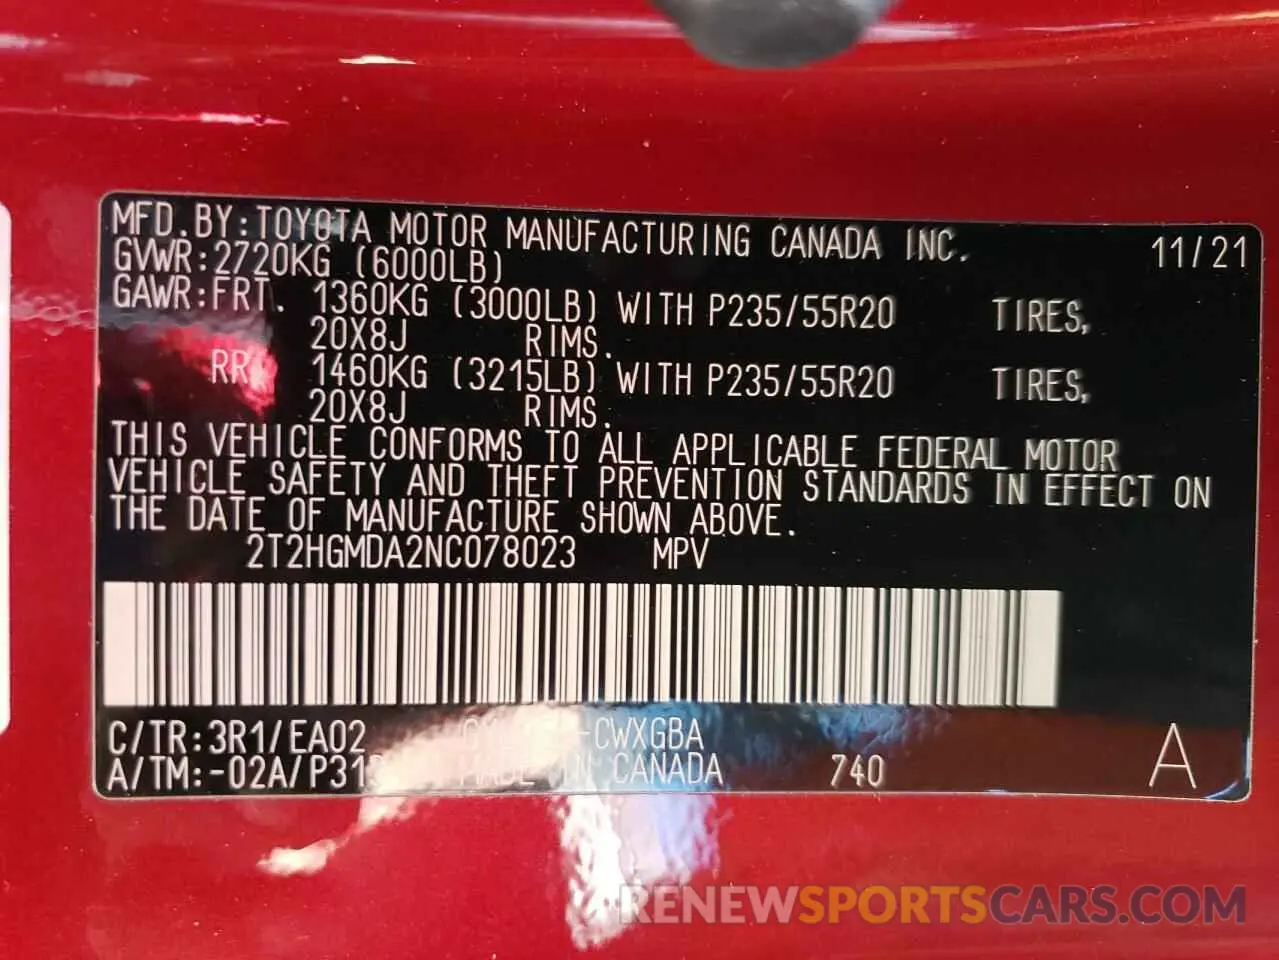 MFD.BY:TOYOTA MOTOR MANUFACTURING CANADA INC. 11/21
GVWR:2720KG (6000LB)
GAWR:FRT. 1360KG (3000LB) WITH P235/55R20 TIRES,
20X8J RIMS.
RR. 1460KG (3215LB) WITH P235/55R20 TIRES,
20X8J RIMS.
THIS VEHICLE CONFORMS TO ALL APPLICABLE FEDERAL MOTOR
VEHICLE SAFETY AND THEFT PREVENTION STANDARDS IN EFFECT ON
THE DATE OF MANUFACTURE SHOWN ABOVE.
2T2HGMDA2NC078023 MPV
C/TR:3R1/EA02 -CWXGBA
A/TM:-02A/ MADE IN CANADA 740 A
RENEWSPORTSCARS.COM